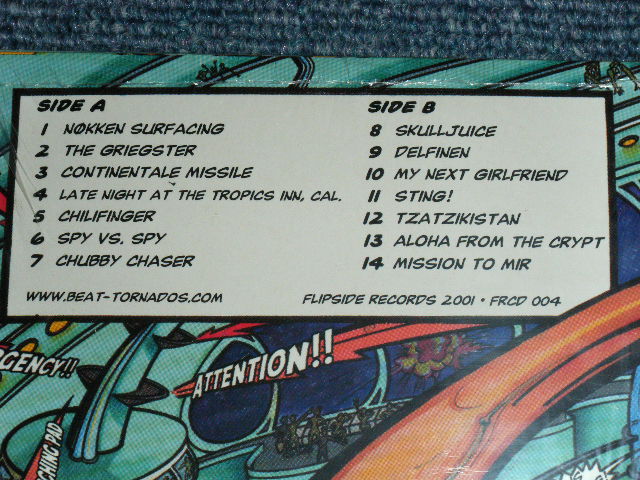 SIDE A
1 NØKKEN SURFACING
2 THE GRIEGSTER
3 CONTINENTALE MISSILE
4 LATE NIGHT AT THE TROPICS INN, CAL.
5 CHILIFINGER
6 SPY VS. SPY
7 CHUBBY CHASER
SIDE B
8 SKULLJUICE
9 DELFINEN
10 MY NEXT GIRLFRIEND
11 STING!
12 TZATZIKISTAN
13 ALOHA FROM THE CRYPT
14 MISSION TO MIR
WWW.BEAT-TORNADOS.COM
FLIPSIDE RECORDS 2001 • FRCD 004
RGENCY!!
ATTENTION!!
CHING PAD